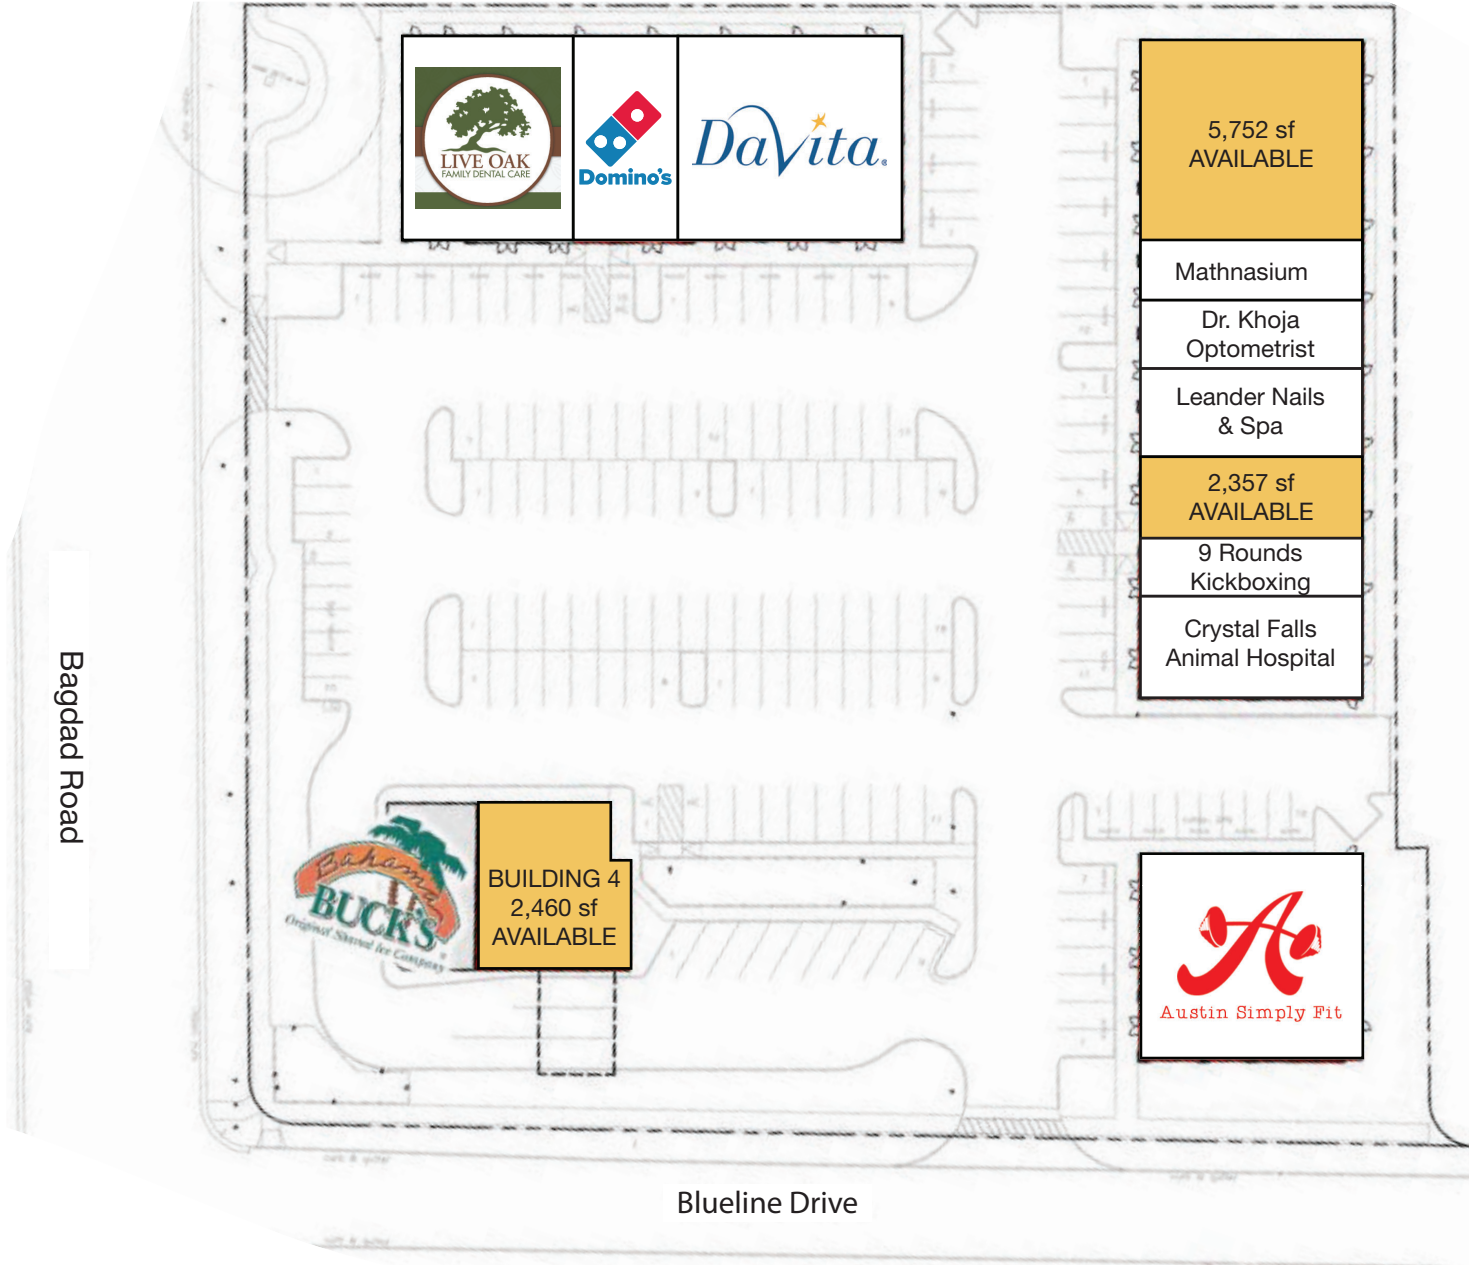 LIVE OAK
FAMILY DENTAL CARE
Domino's
DaVita
5,752 sf
AVAILABLE
Mathnasium
Dr. Khoja
Optometrist
Leander Nails
& Spa
2,357 sf
AVAILABLE
9 Rounds
Kickboxing
Crystal Falls
Animal Hospital
Bagdad Road
Bahama
BUCK'S
Original Shaved Ice Company
BUILDING 4
2,460 sf
AVAILABLE
Austin Simply Fit
Blueline Drive